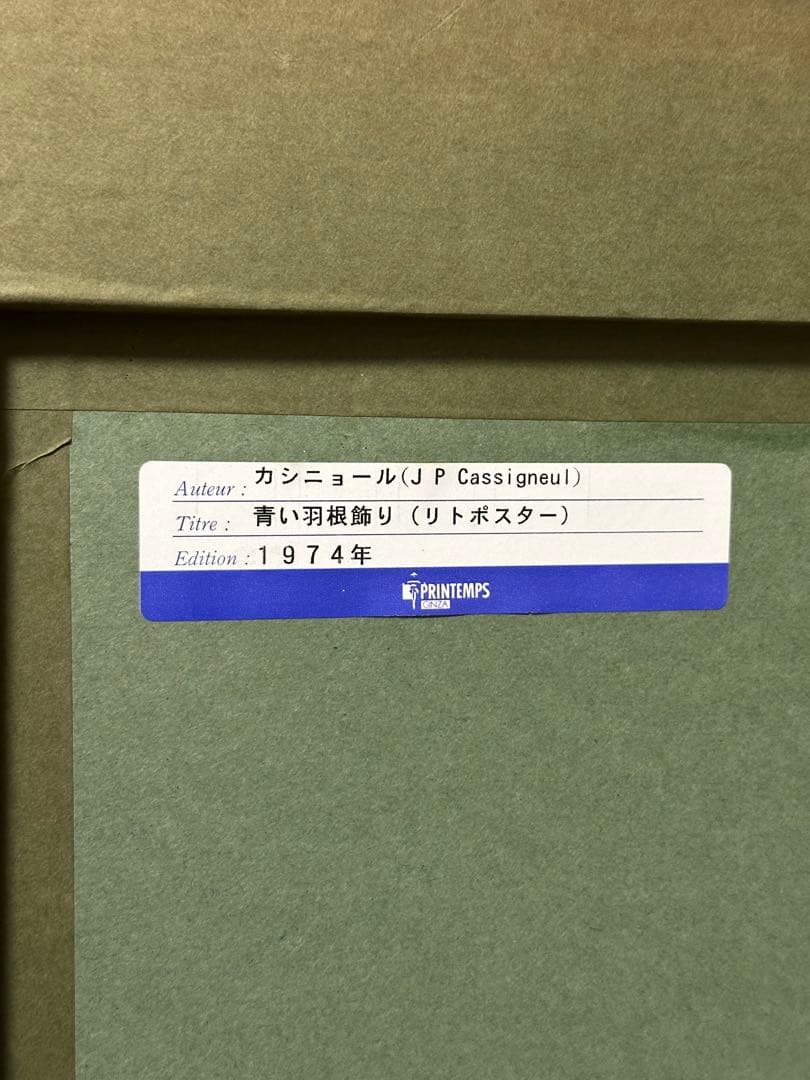 Auteur : カシニョール(J P Cassigneul)
Titre : 青い羽根飾り (リトポスター)
Edition : 1974年
PRINTEMPS
GINZA